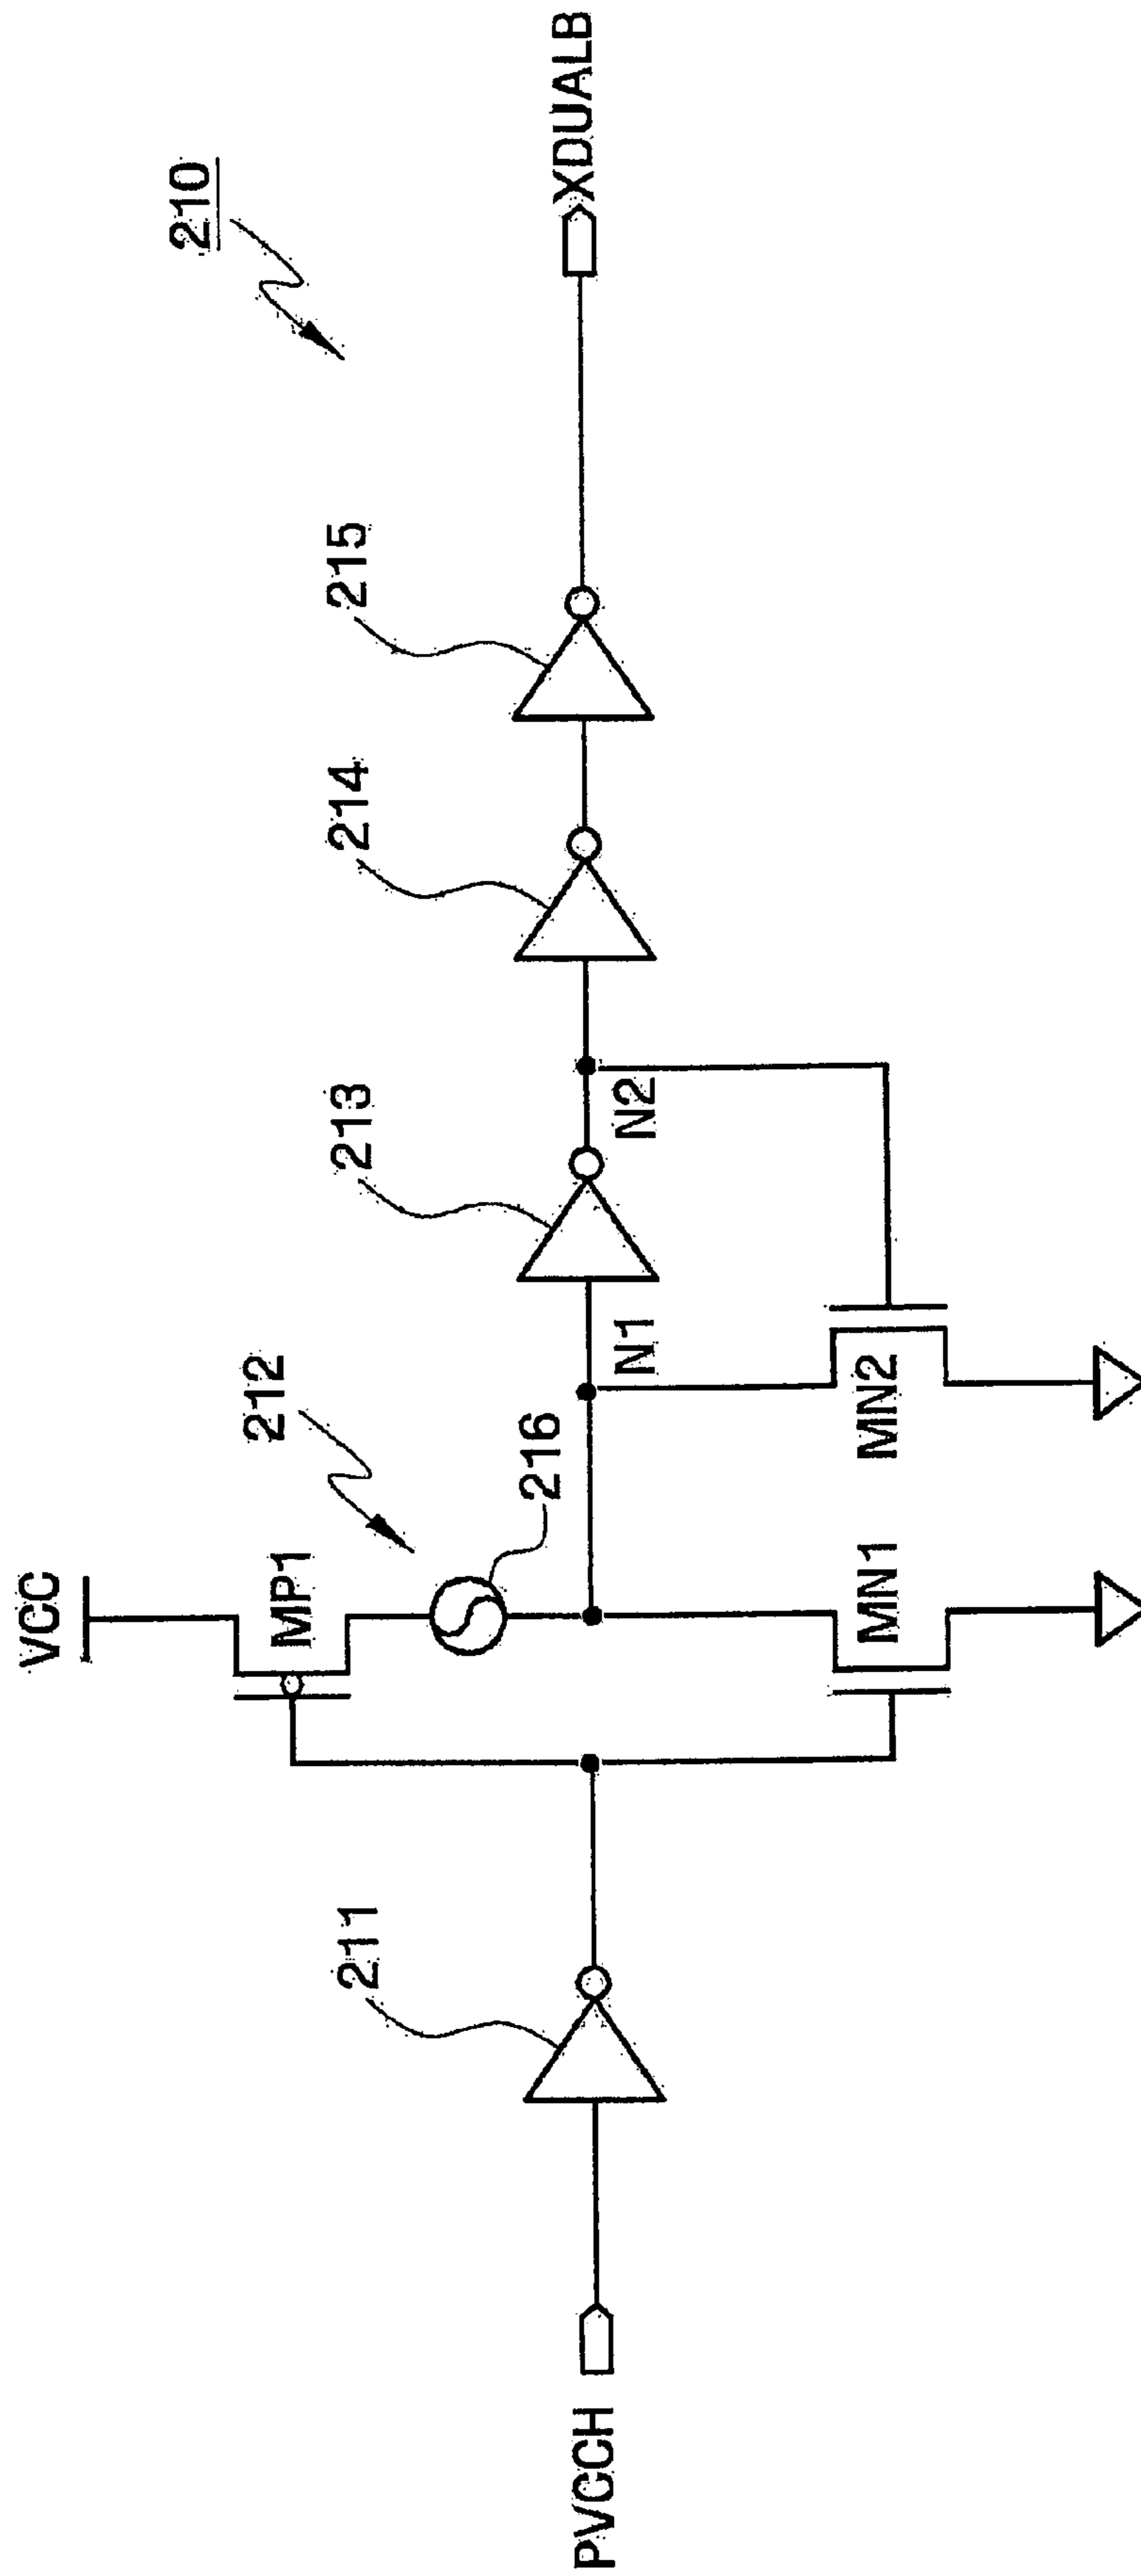 210
VCC
212
MP1
216
211
213
214
215
N1
N2
PVCCH
XDUALB
MN1
MN2